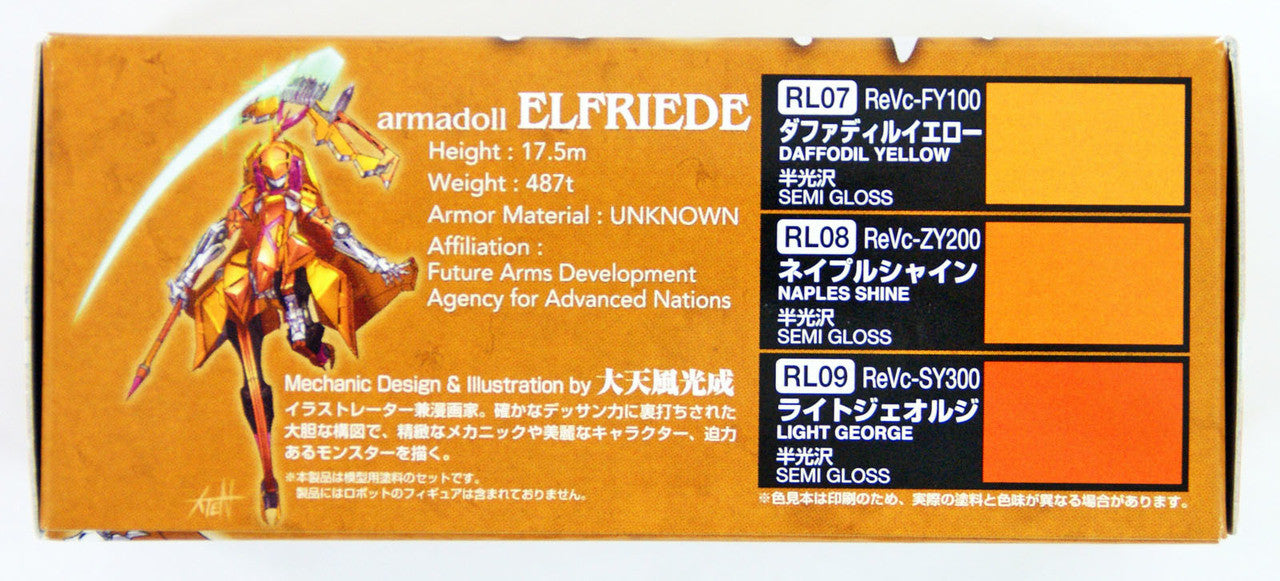 armadoll ELFRIEDE
Height : 17.5m
Weight : 487t
Armor Material : UNKNOWN
Affiliation :
Future Arms Development
Agency for Advanced Nations
Mechanic Design & Illustration by 大天風光成
イラストレーター兼漫画家。確かなデッサン力に裏打ちされた
大胆な構図で、精緻なメカニックや美麗なキャラクター、迫力
あるモンスターを描く。
※本製品は模型用塗料のセットです。
製品にはロボットのフィギュアは含まれておりません。
RL07 ReVc-FY100
ダファディルイエロー
DAFFODIL YELLOW
半光沢
SEMI GLOSS
RL08 ReVc-ZY200
ネイプルシャイン
NAPLES SHINE
半光沢
SEMI GLOSS
RL09 ReVc-SY300
ライトジェオルジ
LIGHT GEORGE
半光沢
SEMI GLOSS
※色見本は印刷のため、実際の塗料と色味が異なる場合があります。